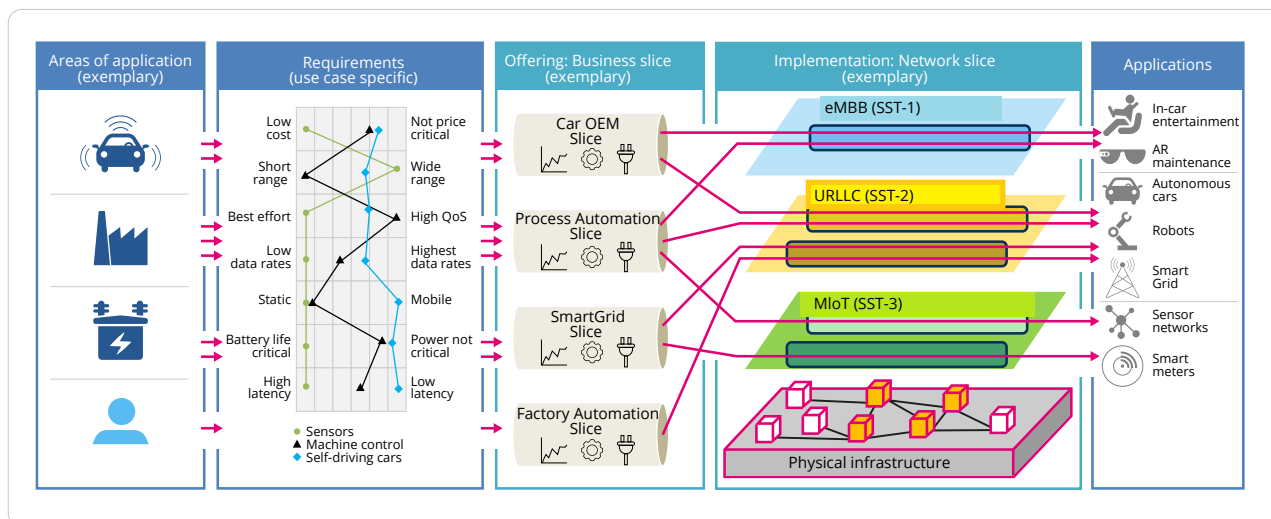 Areas of application
(exemplary)
Requirements
(use case specific)
Low
cost
Not price
critical
Short
range
Wide
range
Best effort
High QoS
Low
data rates
Highest
data rates
Static
Mobile
Battery life
critical
Power not
critical
High
latency
Low
latency
Sensors
Machine control
Self-driving cars
Offering: Business slice
(exemplary)
Car OEM
Slice
Process Automation
Slice
SmartGrid
Slice
Factory Automation
Slice
Implementation: Network slice
(exemplary)
eMBB (SST-1)
URLLC (SST-2)
MIoT (SST-3)
Physical infrastructure
Applications
In-car
entertainment
AR
maintenance
Autonomous
cars
Robots
Smart
Grid
Sensor
networks
Smart
meters